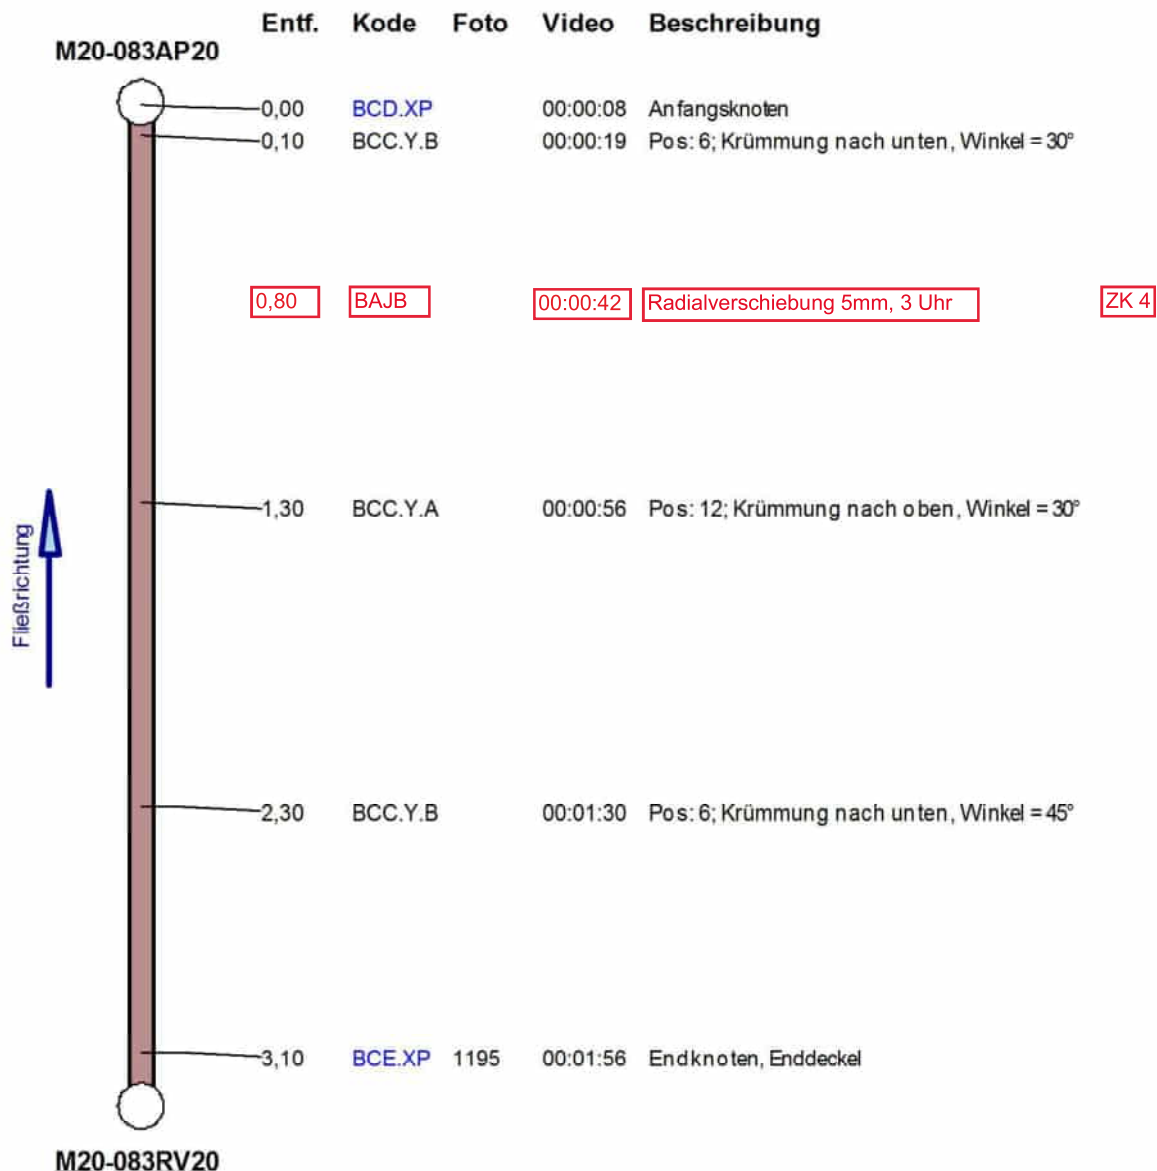 Entf. Kode Foto Video Beschreibung
M20-083AP20
0,00 BCD.XP 00:00:08 Anfangsknoten
0,10 BCC.Y.B 00:00:19 Pos: 6; Krümmung nach unten, Winkel = 30°
0,80 BAJB 00:00:42 Radialverschiebung 5mm, 3 Uhr ZK 4
1,30 BCC.Y.A 00:00:56 Pos: 12; Krümmung nach oben, Winkel = 30°
Fließrichtung
2,30 BCC.Y.B 00:01:30 Pos: 6; Krümmung nach unten, Winkel = 45°
3,10 BCE.XP 1195 00:01:56 Endknoten, Enddeckel
M20-083RV20